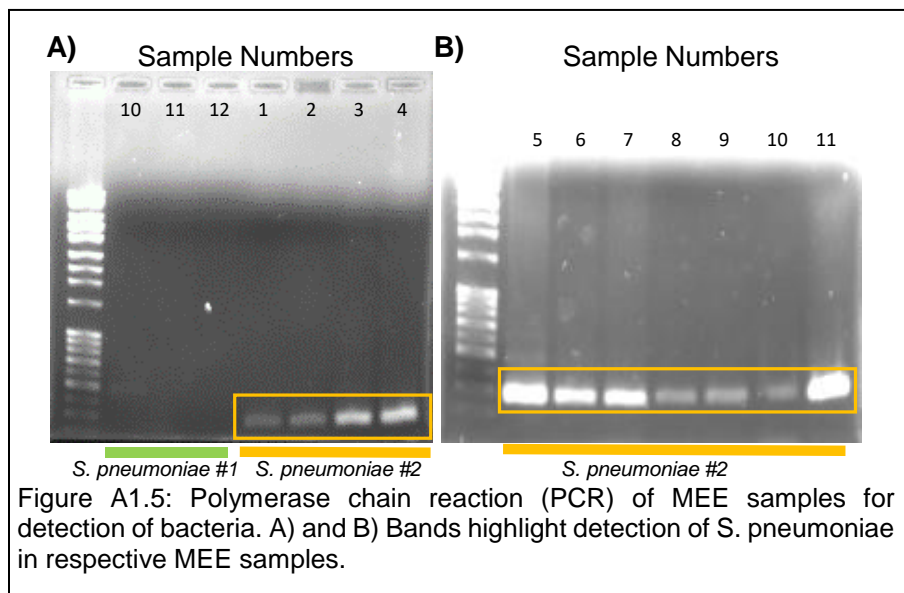 A) Sample Numbers
10 11 12 1 2 3 4
S. pneumoniae #1 S. pneumoniae #2
B) Sample Numbers
5 6 7 8 9 10 11
S. pneumoniae #2
Figure A1.5: Polymerase chain reaction (PCR) of MEE samples for
detection of bacteria. A) and B) Bands highlight detection of S. pneumoniae
in respective MEE samples.